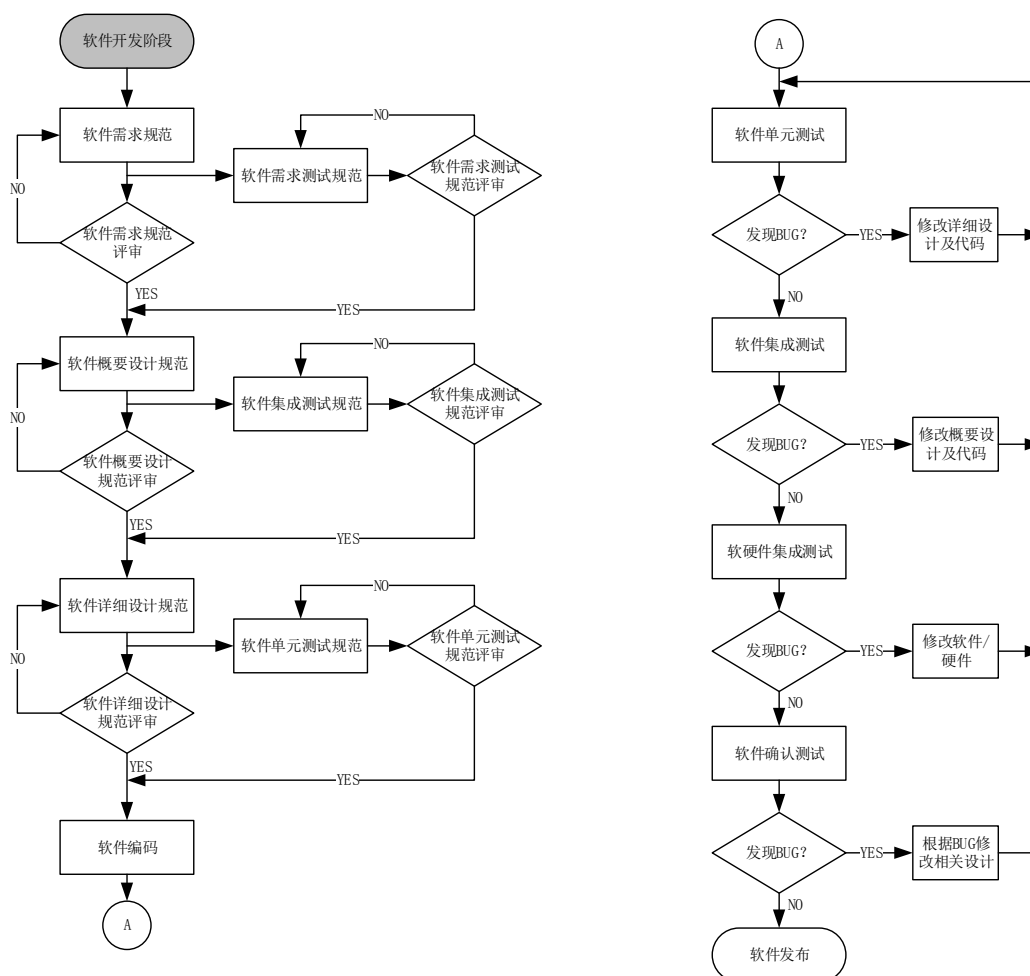 软件开发阶段
软件需求规范
NO
软件需求测试规范
软件需求测试
规范评审
NO
软件需求规范
评审
YES
YES
软件概要设计规范
NO
软件集成测试规范
软件集成测试
规范评审
NO
软件概要设计
规范评审
YES
YES
软件详细设计规范
NO
软件单元测试规范
软件单元测试
规范评审
NO
软件详细设计
规范评审
YES
YES
软件编码
A
A
软件单元测试
发现BUG?
YES
修改详细设
计及代码
NO
软件集成测试
发现BUG?
YES
修改概要设
计及代码
NO
软硬件集成测试
发现BUG?
YES
修改软件/
硬件
NO
软件确认测试
发现BUG?
YES
根据BUG修
改相关设计
NO
软件发布